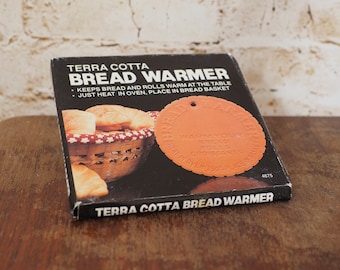 TERRA COTTA
BREAD WARMER
• KEEPS BREAD AND ROLLS WARM AT THE TABLE
• JUST HEAT IN OVEN, PLACE IN BREAD BASKET
4675
TERRA COTTA BREAD WARMER